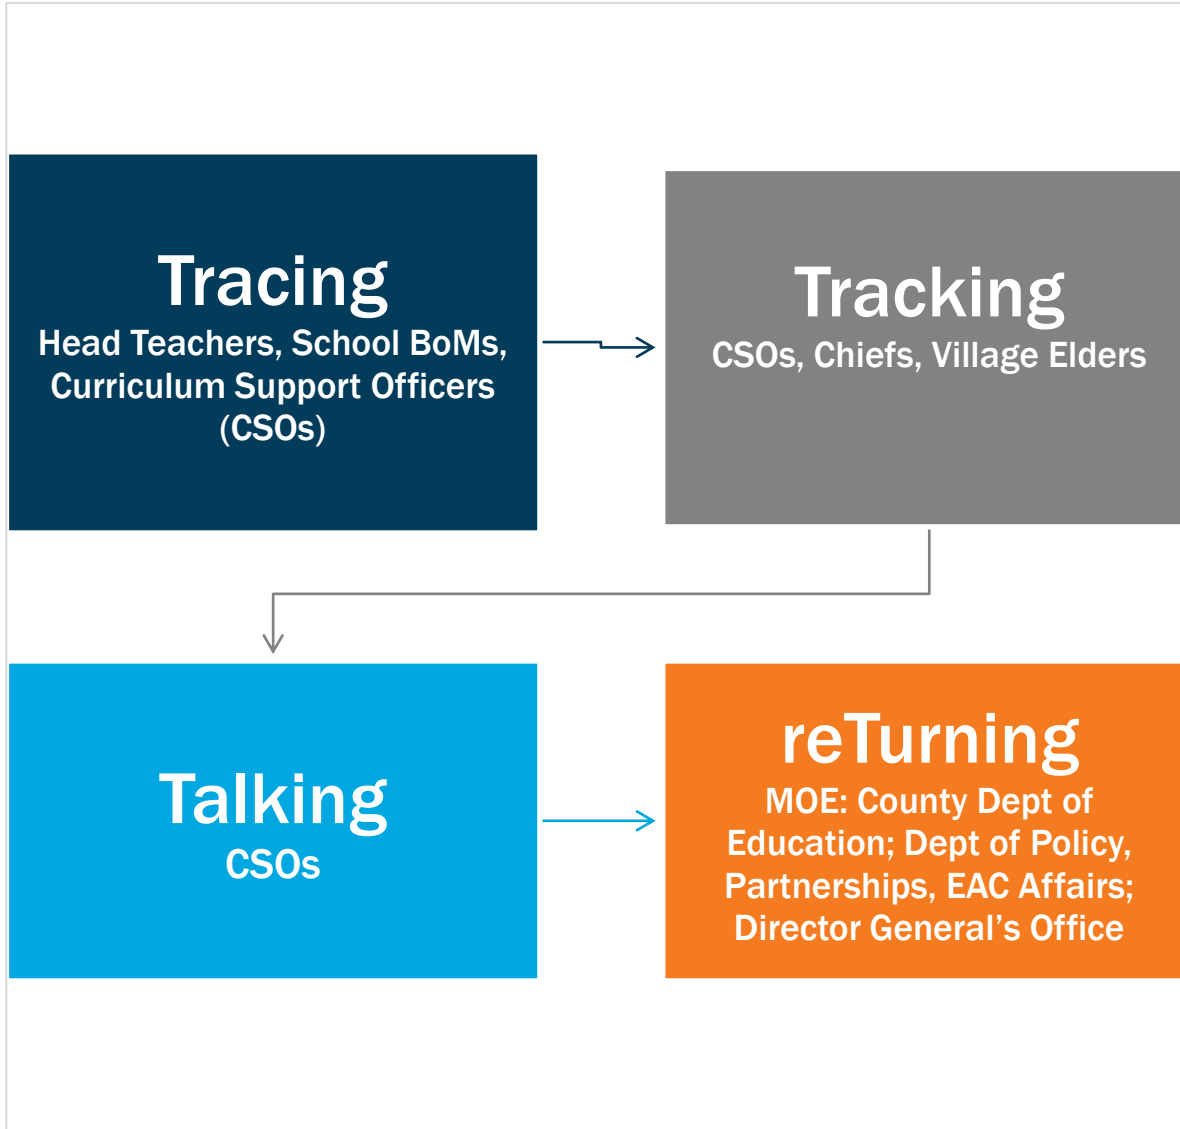 Tracing
Head Teachers, School BoMs,
Curriculum Support Officers
(CSOs)
Tracking
CSOs, Chiefs, Village Elders
Talking
CSOs
reTurning
MOE: County Dept of
Education; Dept of Policy,
Partnerships, EAC Affairs;
Director General’s Office